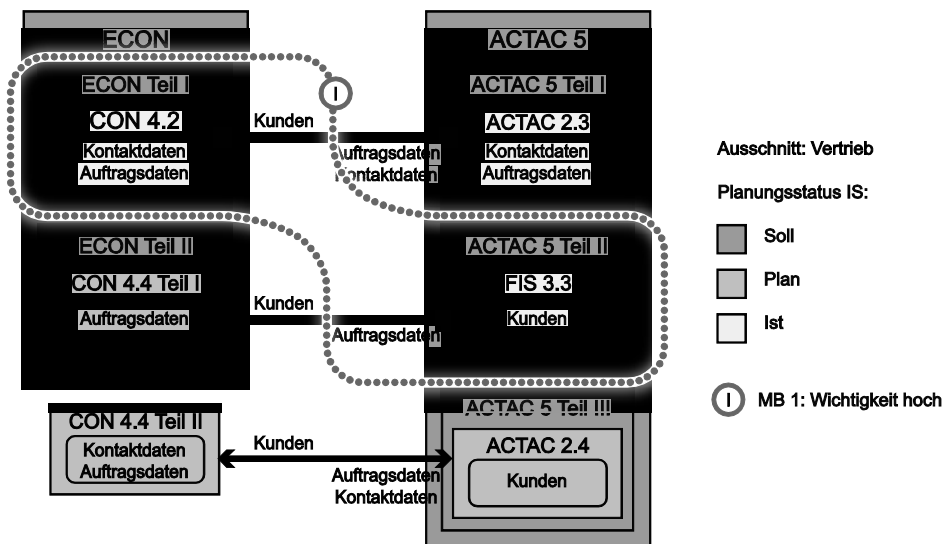 ECON
ECON Teil I
CON 4.2
Kontaktdaten
Auftragsdaten
ECON Teil II
CON 4.4 Teil I
Auftragsdaten
CON 4.4 Teil II
Kontaktdaten
Auftragsdaten
I
Kunden
Auftragsdaten
Kontaktdaten
Kunden
Auftragsdaten
Kunden
Auftragsdaten
Kontaktdaten
ACTAC 5
ACTAC 5 Teil I
ACTAC 2.3
Kontaktdaten
Auftragsdaten
ACTAC 5 Teil II
FIS 3.3
Kunden
ACTAC 5 Teil III
ACTAC 2.4
Kunden
Ausschnitt: Vertrieb
Planungsstatus IS:
Soll
Plan
Ist
I MB 1: Wichtigkeit hoch